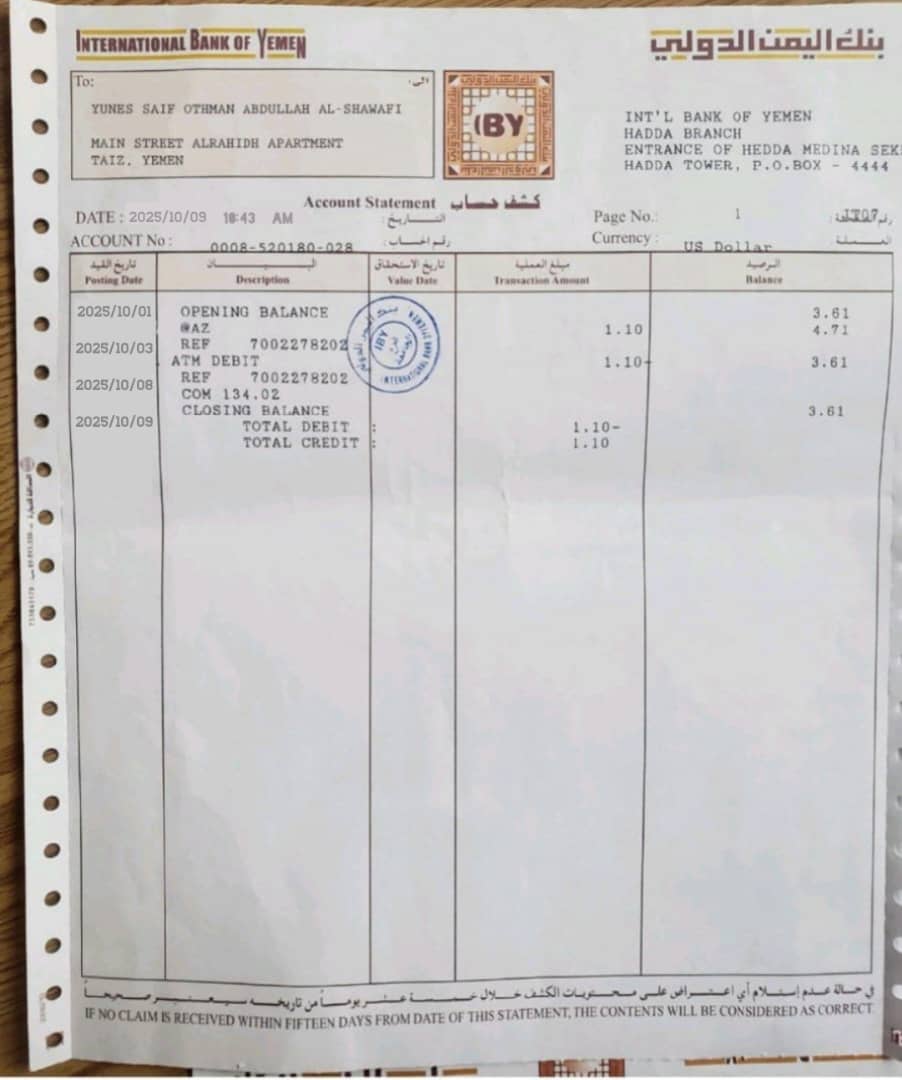 INTERNATIONAL BANK OF YEMEN
بنك اليمن الدولي
To:
الى:
YUNES SAIF OTHMAN ABDULLAH AL-SHAWAFI
MAIN STREET ALRAHIDH APARTMENT
TAIZ, YEMEN
IBY
INT'L BANK OF YEMEN
HADDA BRANCH
ENTRANCE OF HEDDA MEDINA SEK
HADDA TOWER, P.O.BOX - 4444
Account Statement كشف حساب
DATE : 2025/10/09 10:43 AM التاريخ :
Page No.: 1
ACCOUNT No : 0008-520180-028 رقم الحساب :
Currency : US Dollar العملة :
تاريخ القيد البيان تاريخ الاستحقاق مبلغ العملية الرصيد
Posting Date Description Value Date Transaction Amount Balance
2025/10/01 OPENING BALANCE 3.61
@AZ 1.10 4.71
REF 7002278202
2025/10/03
ATM DEBIT 1.10- 3.61
REF 7002278202
2025/10/08
COM 134.02
CLOSING BALANCE 3.61
2025/10/09
TOTAL DEBIT : 1.10-
TOTAL CREDIT : 1.10
IBY
INTERNATIONAL BANK
في حالة عدم إستلام أي اعتراض على محتويات الكشف خلال خمسة عشر يوماً من تاريخه سيعتبر صحيحاً
IF NO CLAIM IS RECEIVED WITHIN FIFTEEN DAYS FROM DATE OF THIS STATEMENT, THE CONTENTS WILL BE CONSIDERED AS CORRECT